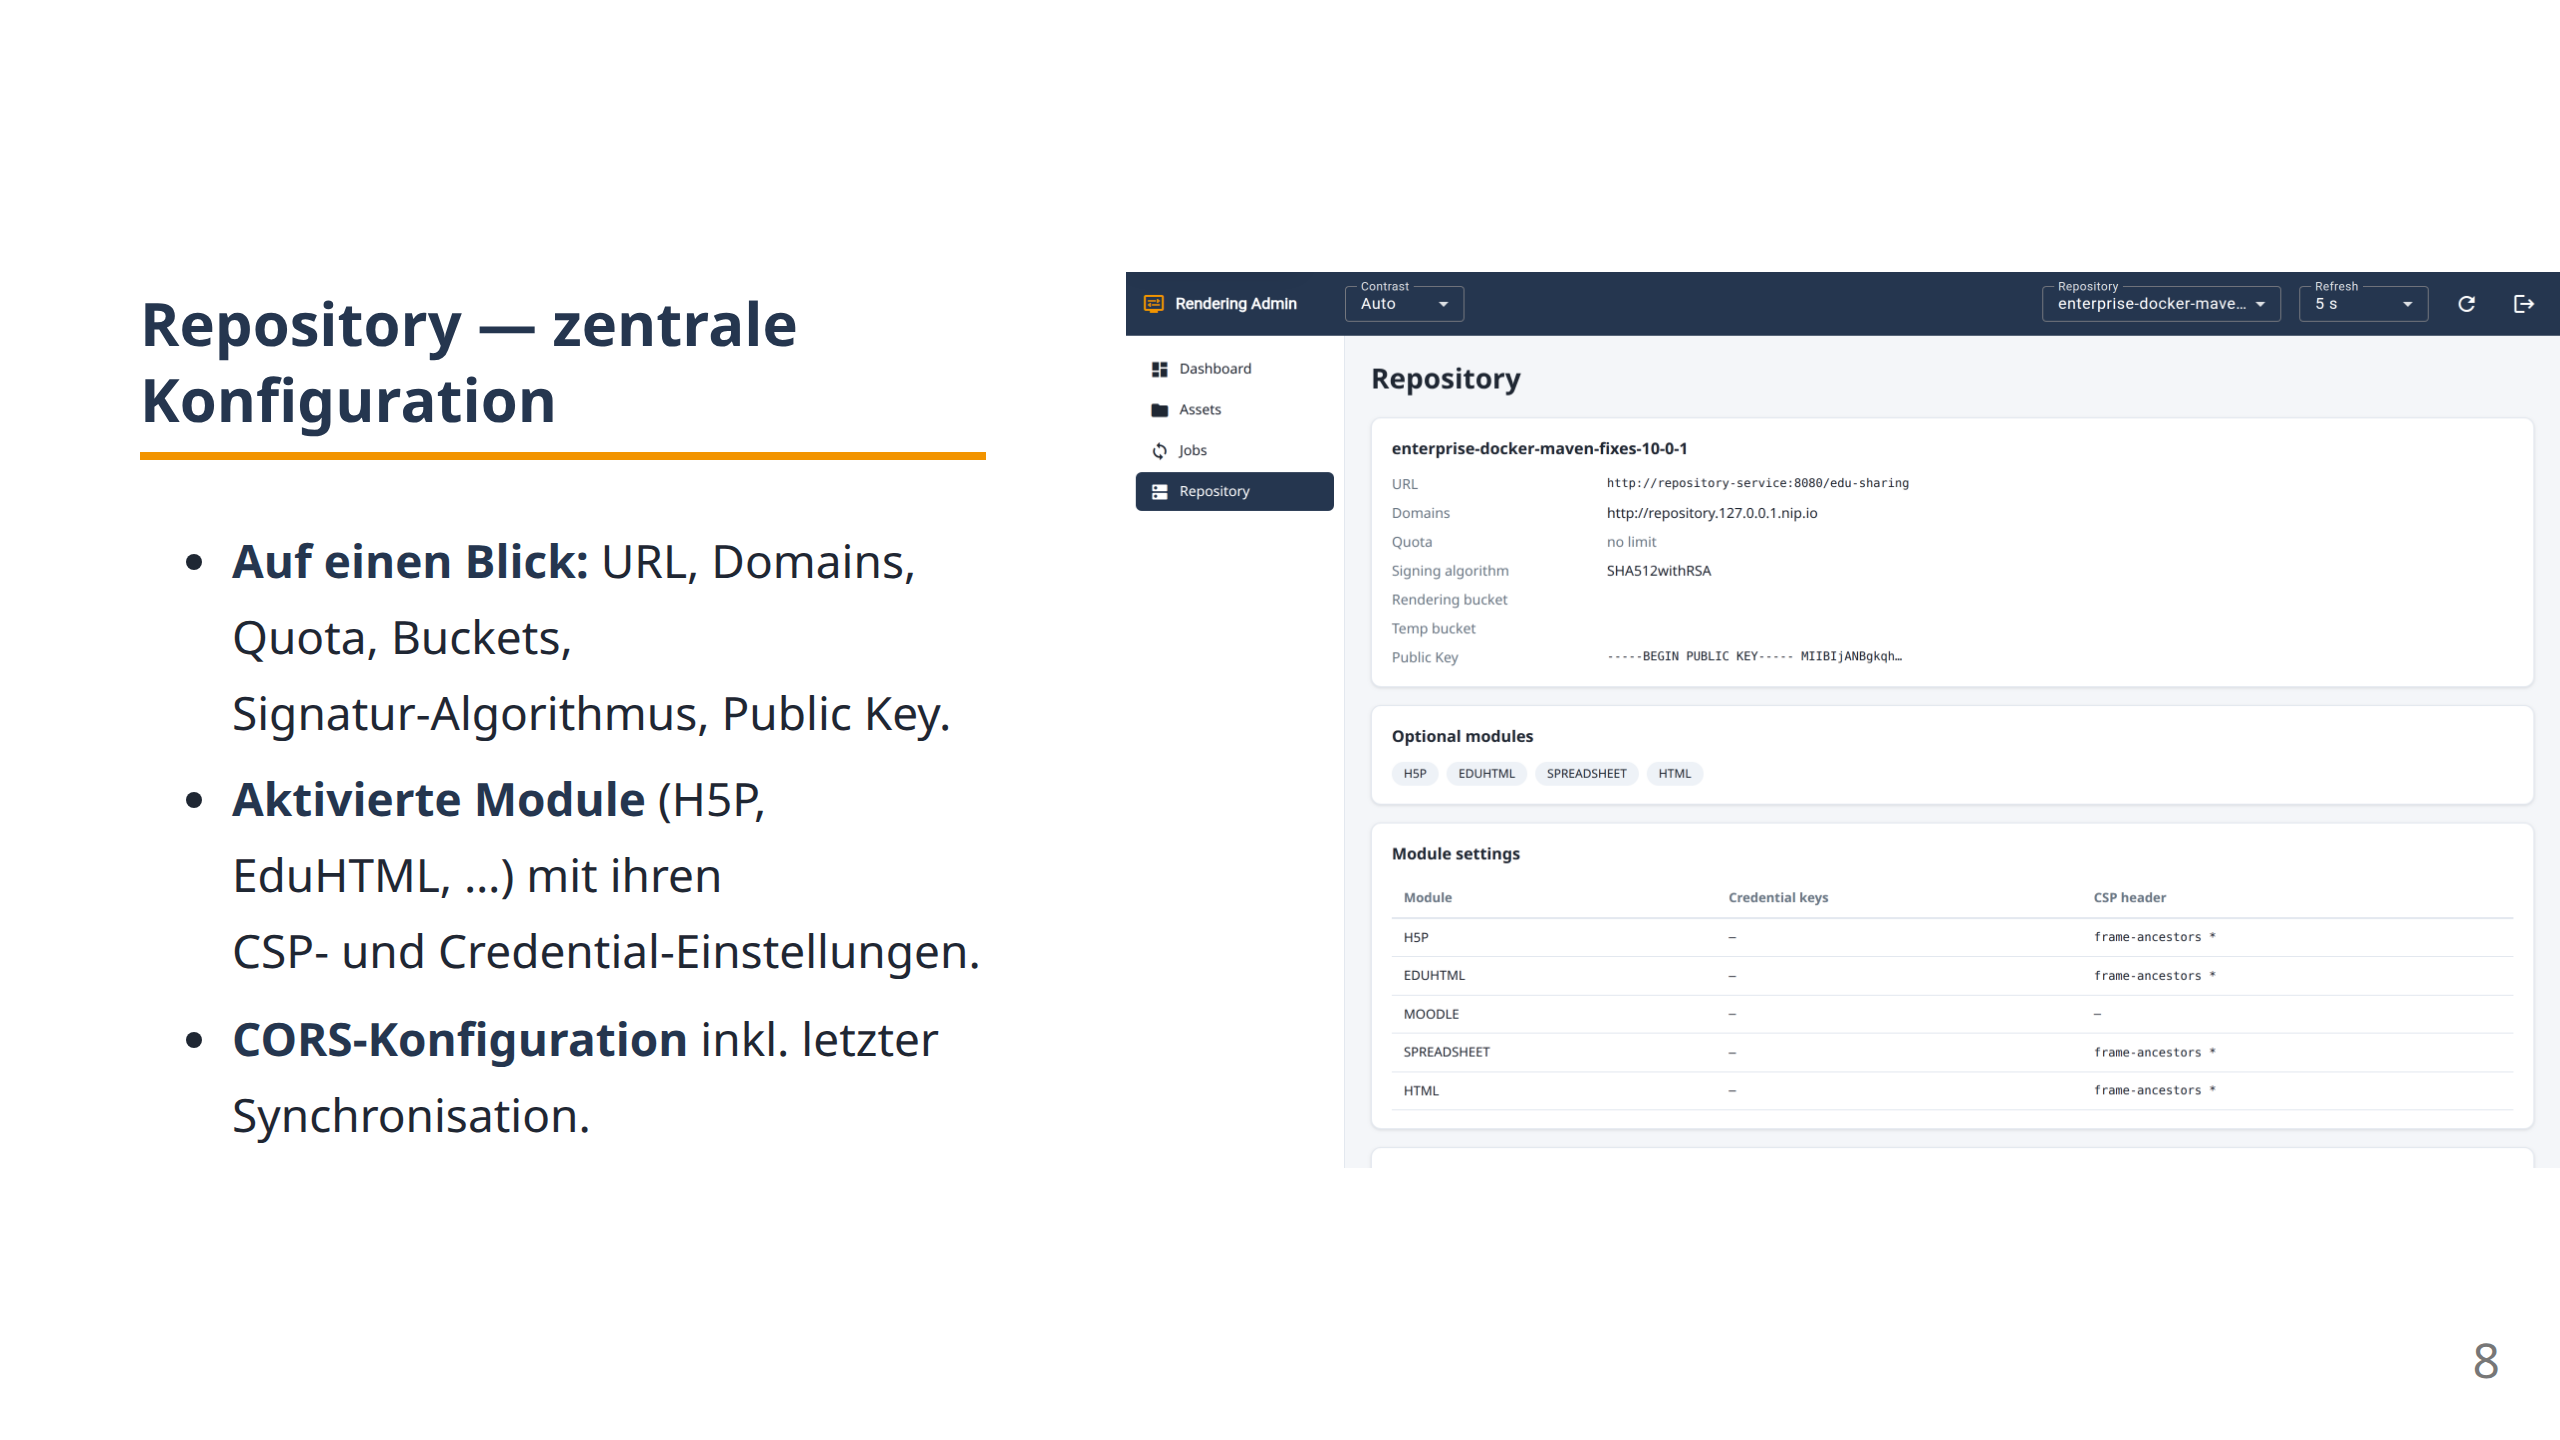 Repository — zentrale
Konfiguration
• Auf einen Blick: URL, Domains,
Quota, Buckets,
Signatur-Algorithmus, Public Key.
• Aktivierte Module (H5P,
EduHTML, …) mit ihren
CSP- und Credential-Einstellungen.
• CORS-Konfiguration inkl. letzter
Synchronisation.
Rendering Admin
Contrast
Auto
Repository
enterprise-docker-mave…
Refresh
5 s
Dashboard
Assets
Jobs
Repository
Repository
enterprise-docker-maven-fixes-10-0-1
URL http://repository-service:8080/edu-sharing
Domains http://repository.127.0.0.1.nip.io
Quota no limit
Signing algorithm SHA512withRSA
Rendering bucket
Temp bucket
Public Key -----BEGIN PUBLIC KEY----- MIIBIjANBgkqh…
Optional modules
H5P EDUHTML SPREADSHEET HTML
Module settings
Module Credential keys CSP header
H5P – frame-ancestors *
EDUHTML – frame-ancestors *
MOODLE – –
SPREADSHEET – frame-ancestors *
HTML – frame-ancestors *
8